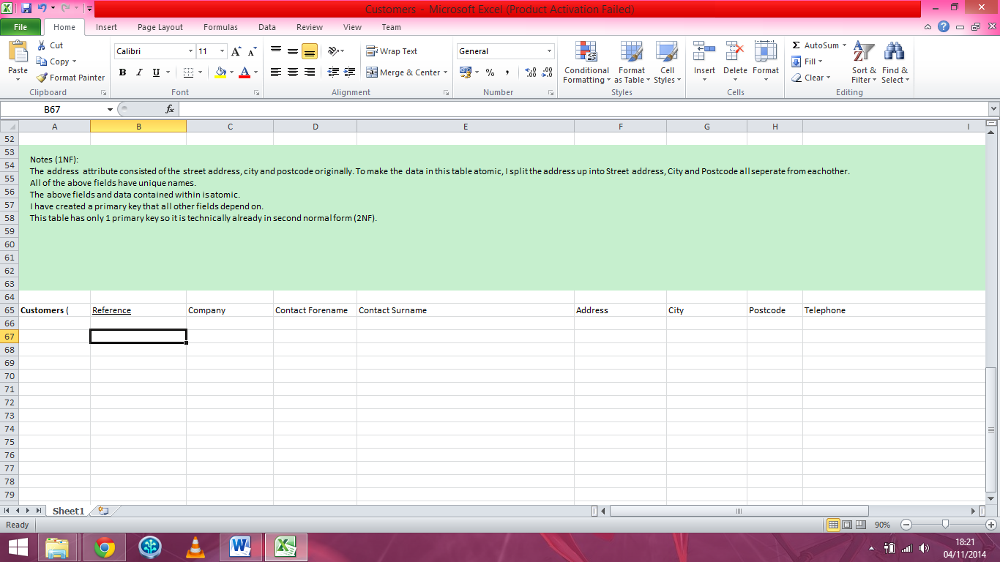 Customers - Microsoft Excel (Product Activation Failed)
File Home Insert Page Layout Formulas Data Review View Team
Paste Cut Copy Format Painter Clipboard
Calibri 11 B I U A Font
Wrap Text Merge & Center Alignment
General % , Number
Conditional Formatting Format as Table Cell Styles Styles
Insert Delete Format Cells
AutoSum Fill Clear Sort & Filter Find & Select Editing
B67 fx
A B C D E F G H I
52
53
Notes (1NF):
54
The address attribute consisted of the street address, city and postcode originally. To make the data in this table atomic, I split the address up into Street address, City and Postcode all seperate from eachother.
55
All of the above fields have unique names.
56
The above fields and data contained within is atomic.
57
I have created a primary key that all other fields depend on.
58
This table has only 1 primary key so it is technically already in second normal form (2NF).
59
60
61
62
63
64
65 Customers ( Reference Company Contact Forename Contact Surname Address City Postcode Telephone
66
67
68
69
70
71
72
73
74
75
76
77
78
79
Sheet1
Ready 90%
18:21
04/11/2014